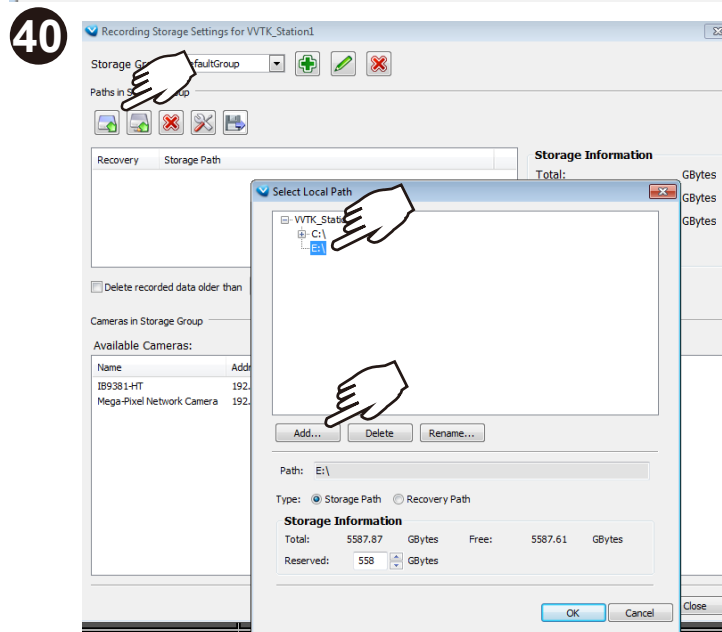 40
Recording Storage Settings for VVTK_Station1
Storage Gr
efaultGroup
Paths in S
up
Recovery Storage Path
Storage Information
Total: GBytes
GBytes
GBytes
Select Local Path
VVTK_Statio
C:\
E:\
Delete recorded data older than
Cameras in Storage Group
Available Cameras:
Name Addr
IB9381-HT 192.
Mega-Pixel Network Camera 192.
Add... Delete Rename...
Path: E:\
Type: Storage Path Recovery Path
Storage Information
Total: 5587.87 GBytes Free: 5587.61 GBytes
Reserved: 558 GBytes
OK Cancel
Close